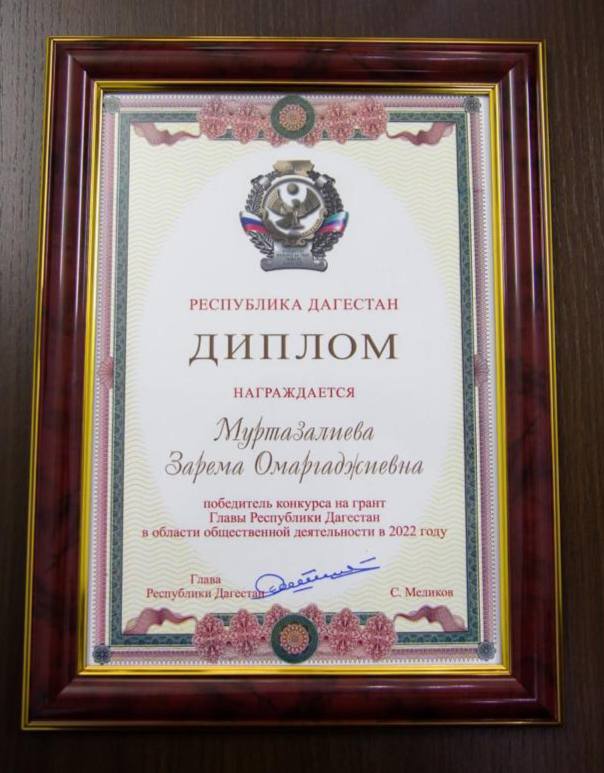 РЕСПУБЛИКА ДАГЕСТАН
ДИПЛОМ
НАГРАЖДАЕТСЯ
Муртазалиева
Зарема Омаргаджиевна
победитель конкурса на грант
Главы Республики Дагестан
в области общественной деятельности в 2022 году
Глава
Республики Дагестан
С. Меликов